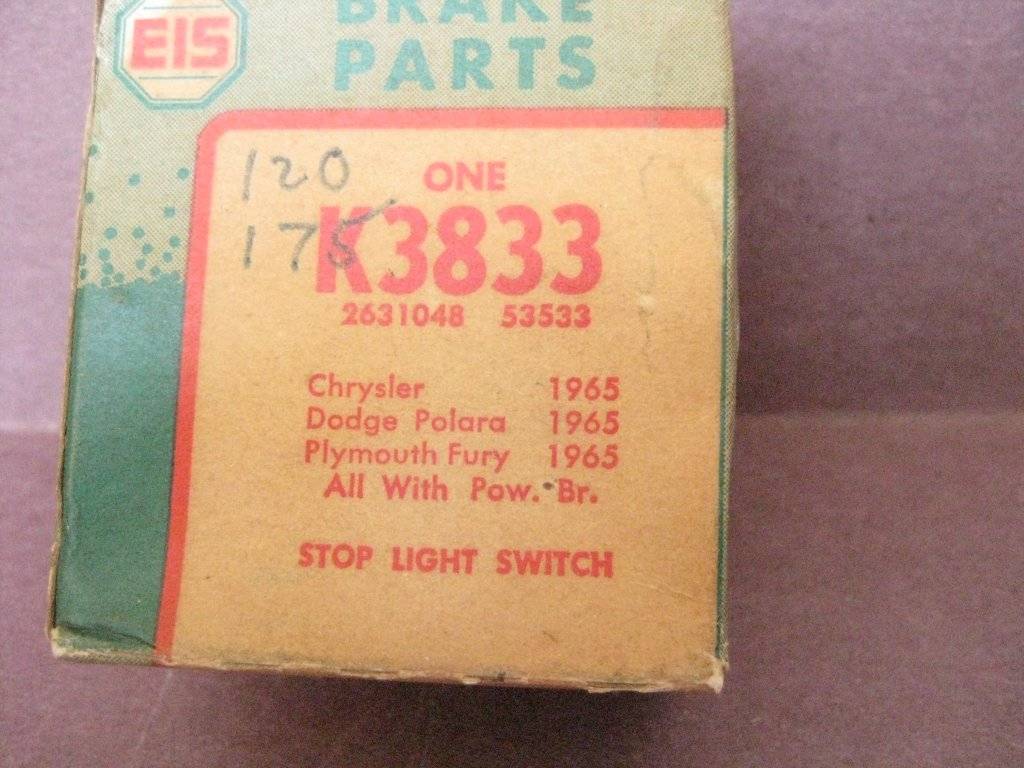 EIS
BRAKE
PARTS
120
ONE
175
K3833
2631048 53533
Chrysler 1965
Dodge Polara 1965
Plymouth Fury 1965
All With Pow. Br.
STOP LIGHT SWITCH